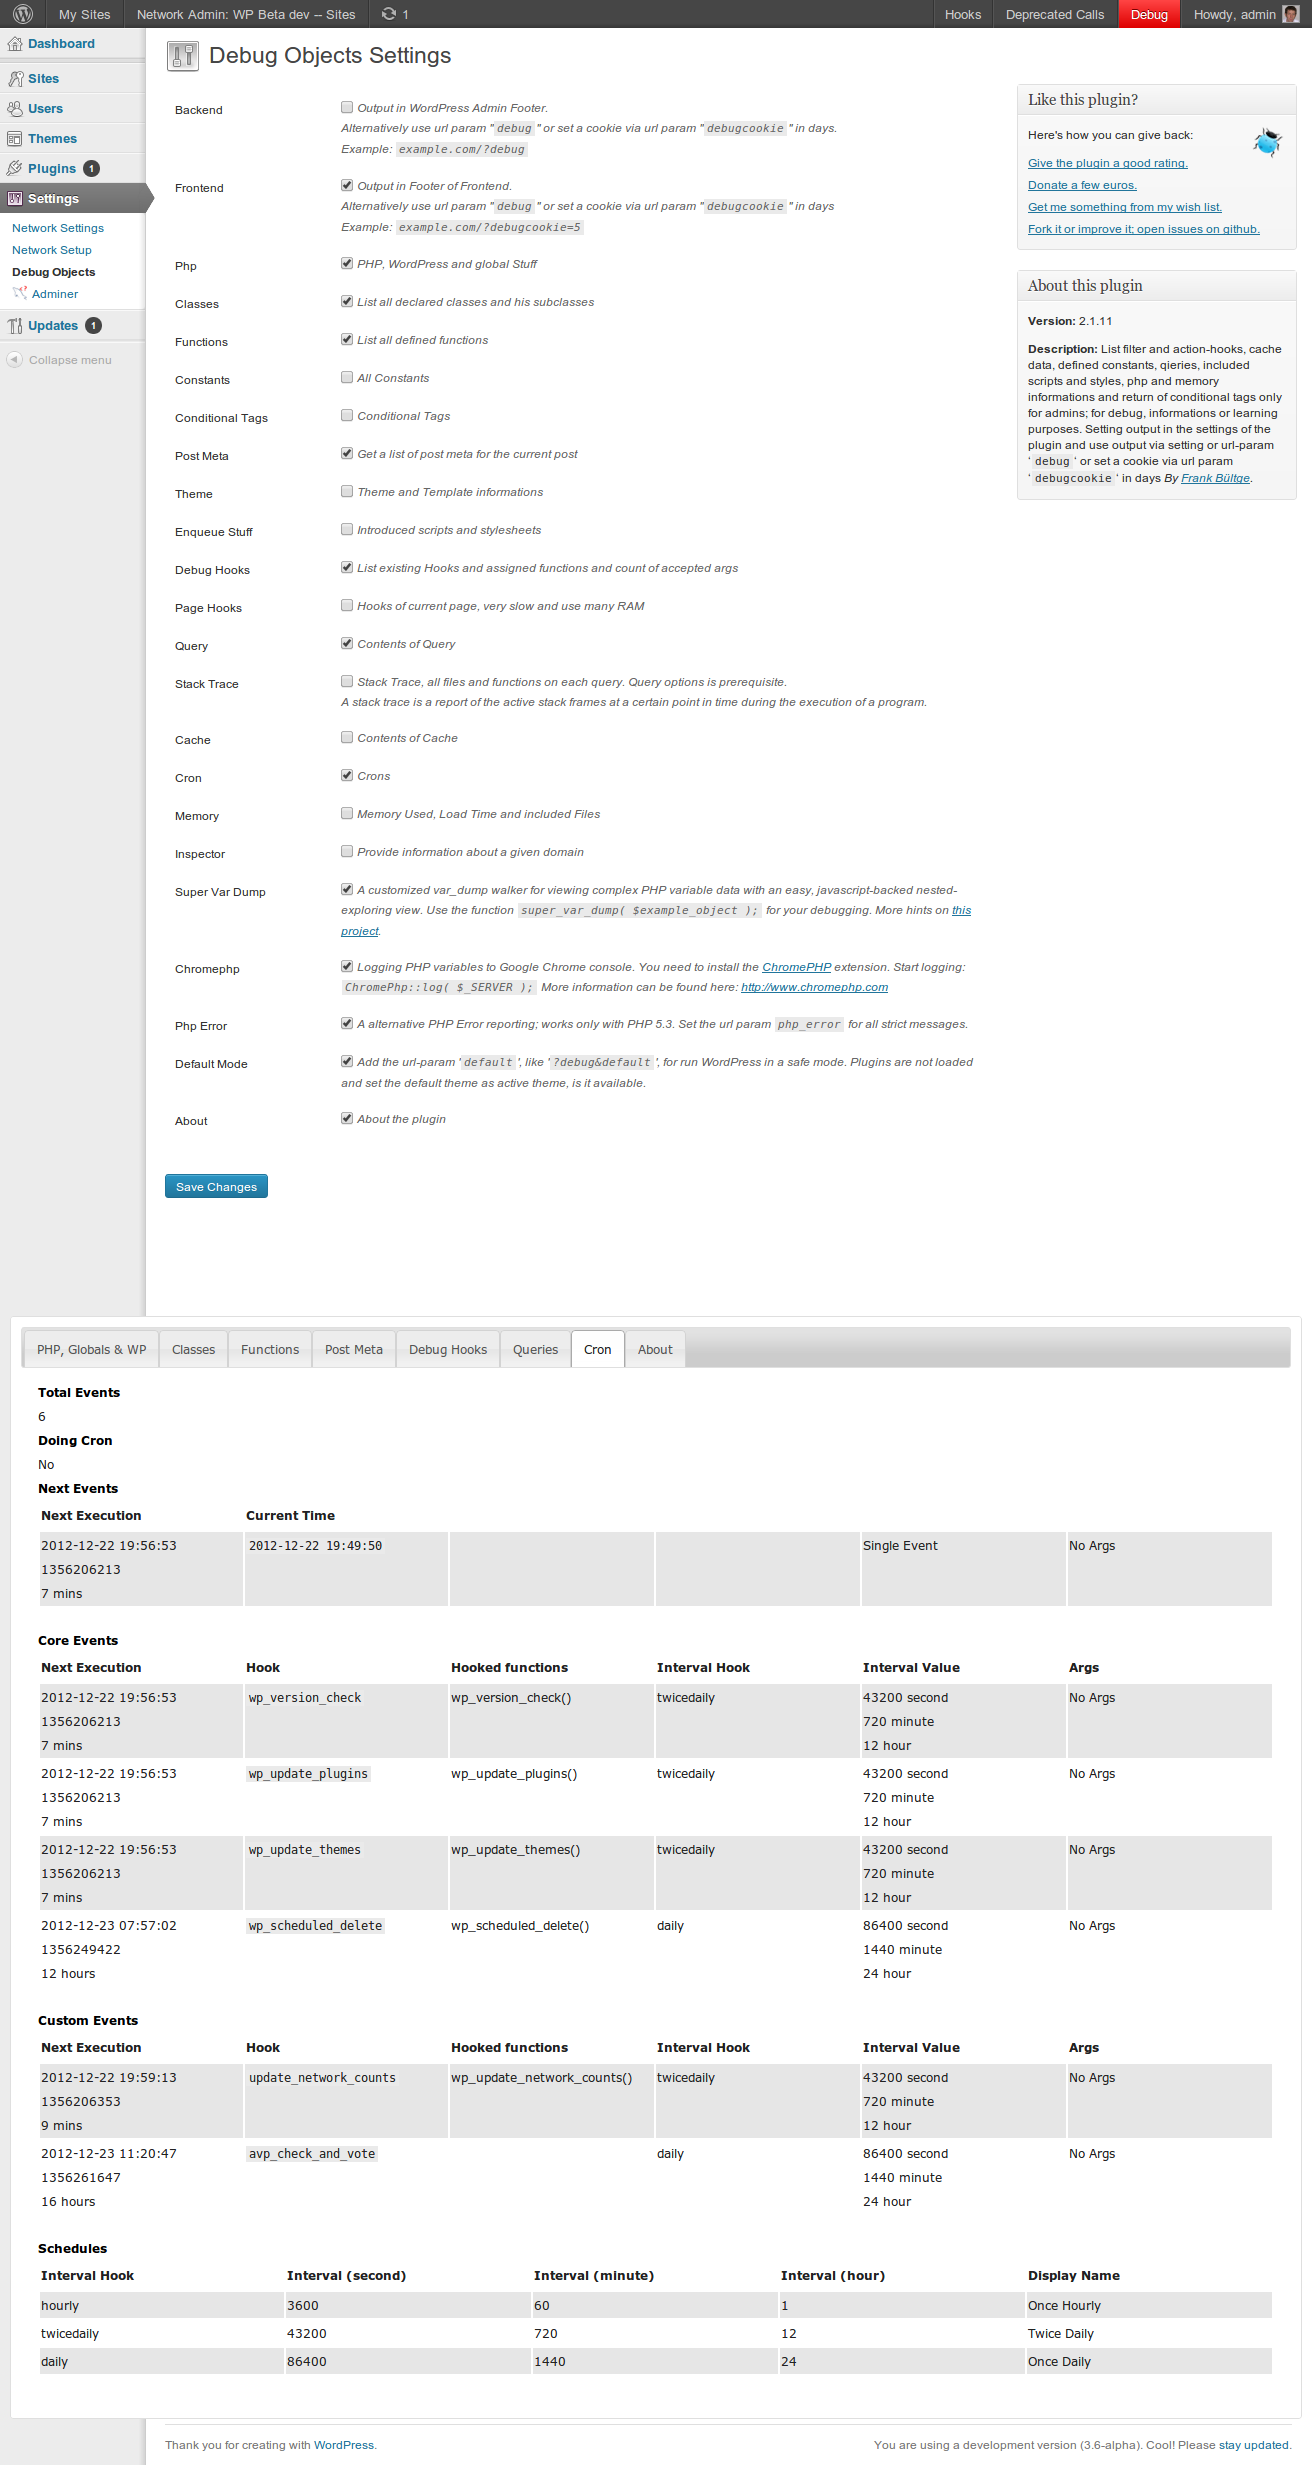 My Sites Network Admin: WP Beta dev – Sites 1 Hooks Deprecated Calls Debug Howdy, admin
Dashboard
Sites
Users
Themes
Plugins 1
Settings
Network Settings
Network Setup
Debug Objects
Adminer
Updates 1
Collapse menu
Debug Objects Settings
Backend
Output in WordPress Admin Footer.
Alternatively use url param "debug" or set a cookie via url param "debugcookie" in days.
Example: example.com/?debug
Frontend
Output in Footer of Frontend.
Alternatively use url param "debug" or set a cookie via url param "debugcookie" in days
Example: example.com/?debugcookie=5
Php PHP, WordPress and global Stuff
Classes List all declared classes and his subclasses
Functions List all defined functions
Constants All Constants
Conditional Tags Conditional Tags
Post Meta Get a list of post meta for the current post
Theme Theme and Template informations
Enqueue Stuff Introduced scripts and stylesheets
Debug Hooks List existing Hooks and assigned functions and count of accepted args
Page Hooks Hooks of current page, very slow and use many RAM
Query Contents of Query
Stack Trace Stack Trace, all files and functions on each query. Query options is prerequisite.
A stack trace is a report of the active stack frames at a certain point in time during the execution of a program.
Cache Contents of Cache
Cron Crons
Memory Memory Used, Load Time and included Files
Inspector Provide information about a given domain
Super Var Dump A customized var_dump walker for viewing complex PHP variable data with an easy, javascript-backed nested-
exploring view. Use the function super_var_dump( $example_object ); for your debugging. More hints on this
project.
Chromephp Logging PHP variables to Google Chrome console. You need to install the ChromePHP extension. Start logging:
ChromePhp::log( $_SERVER ); More information can be found here: http://www.chromephp.com
Php Error A alternative PHP Error reporting; works only with PHP 5.3. Set the url param php_error for all strict messages.
Default Mode Add the url-param 'default', like '?debug&default', for run WordPress in a safe mode. Plugins are not loaded
and set the default theme as active theme, is it available.
About About the plugin
Save Changes
Like this plugin?
Here's how you can give back:
Give the plugin a good rating.
Donate a few euros.
Get me something from my wish list.
Fork it or improve it; open issues on github.
About this plugin
Version: 2.1.11
Description: List filter and action-hooks, cache
data, defined constants, qieries, included
scripts and styles, php and memory
informations and return of conditional tags only
for admins; for debug, informations or learning
purposes. Setting output in the settings of the
plugin and use output via setting or url-param
'debug' or set a cookie via url param
'debugcookie' in days By Frank Bültge.
PHP, Globals & WP Classes Functions Post Meta Debug Hooks Queries Cron About
Total Events
6
Doing Cron
No
Next Events
Next Execution Current Time
2012-12-22 19:56:53 2012-12-22 19:49:50 Single Event No Args
1356206213
7 mins
Core Events
Next Execution Hook Hooked functions Interval Hook Interval Value Args
2012-12-22 19:56:53 wp_version_check wp_version_check() twicedaily 43200 second No Args
1356206213 720 minute
7 mins 12 hour
2012-12-22 19:56:53 wp_update_plugins wp_update_plugins() twicedaily 43200 second No Args
1356206213 720 minute
7 mins 12 hour
2012-12-22 19:56:53 wp_update_themes wp_update_themes() twicedaily 43200 second No Args
1356206213 720 minute
7 mins 12 hour
2012-12-23 07:57:02 wp_scheduled_delete wp_scheduled_delete() daily 86400 second No Args
1356249422 1440 minute
12 hours 24 hour
Custom Events
Next Execution Hook Hooked functions Interval Hook Interval Value Args
2012-12-22 19:59:13 update_network_counts wp_update_network_counts() twicedaily 43200 second No Args
1356206353 720 minute
9 mins 12 hour
2012-12-23 11:20:47 avp_check_and_vote daily 86400 second No Args
1356261647 1440 minute
16 hours 24 hour
Schedules
Interval Hook Interval (second) Interval (minute) Interval (hour) Display Name
hourly 3600 60 1 Once Hourly
twicedaily 43200 720 12 Twice Daily
daily 86400 1440 24 Once Daily
Thank you for creating with WordPress. You are using a development version (3.6-alpha). Cool! Please stay updated.